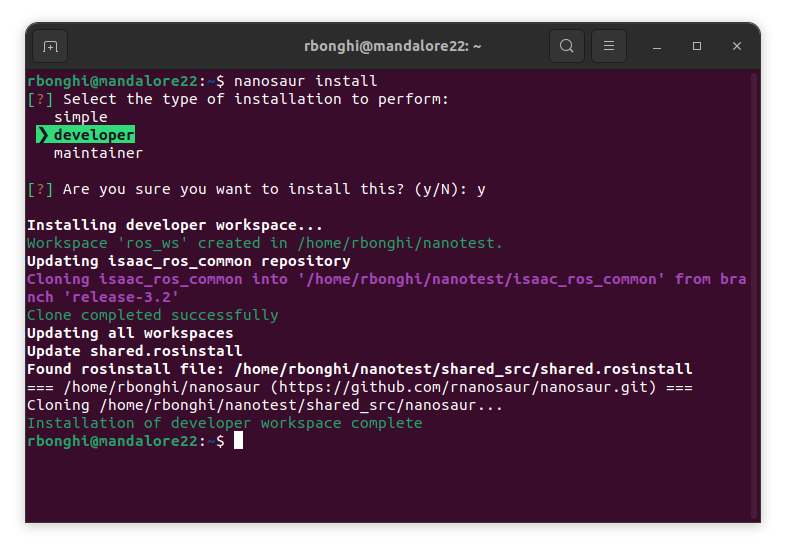 rbonghi@mandalore22: ~
rbonghi@mandalore22:~$ nanosaur install
[?] Select the type of installation to perform:
simple
❯ developer
maintainer
[?] Are you sure you want to install this? (y/N): y
Installing developer workspace...
Workspace 'ros_ws' created in /home/rbonghi/nanotest.
Updating isaac_ros_common repository
Cloning isaac_ros_common into '/home/rbonghi/nanotest/isaac_ros_common' from bra
nch 'release-3.2'
Clone completed successfully
Updating all workspaces
Update shared.rosinstall
Found rosinstall file: /home/rbonghi/nanotest/shared_src/shared.rosinstall
=== /home/rbonghi/nanosaur (https://github.com/rnanosaur/nanosaur.git) ===
Cloning /home/rbonghi/nanotest/shared_src/nanosaur...
Installation of developer workspace complete
rbonghi@mandalore22:~$